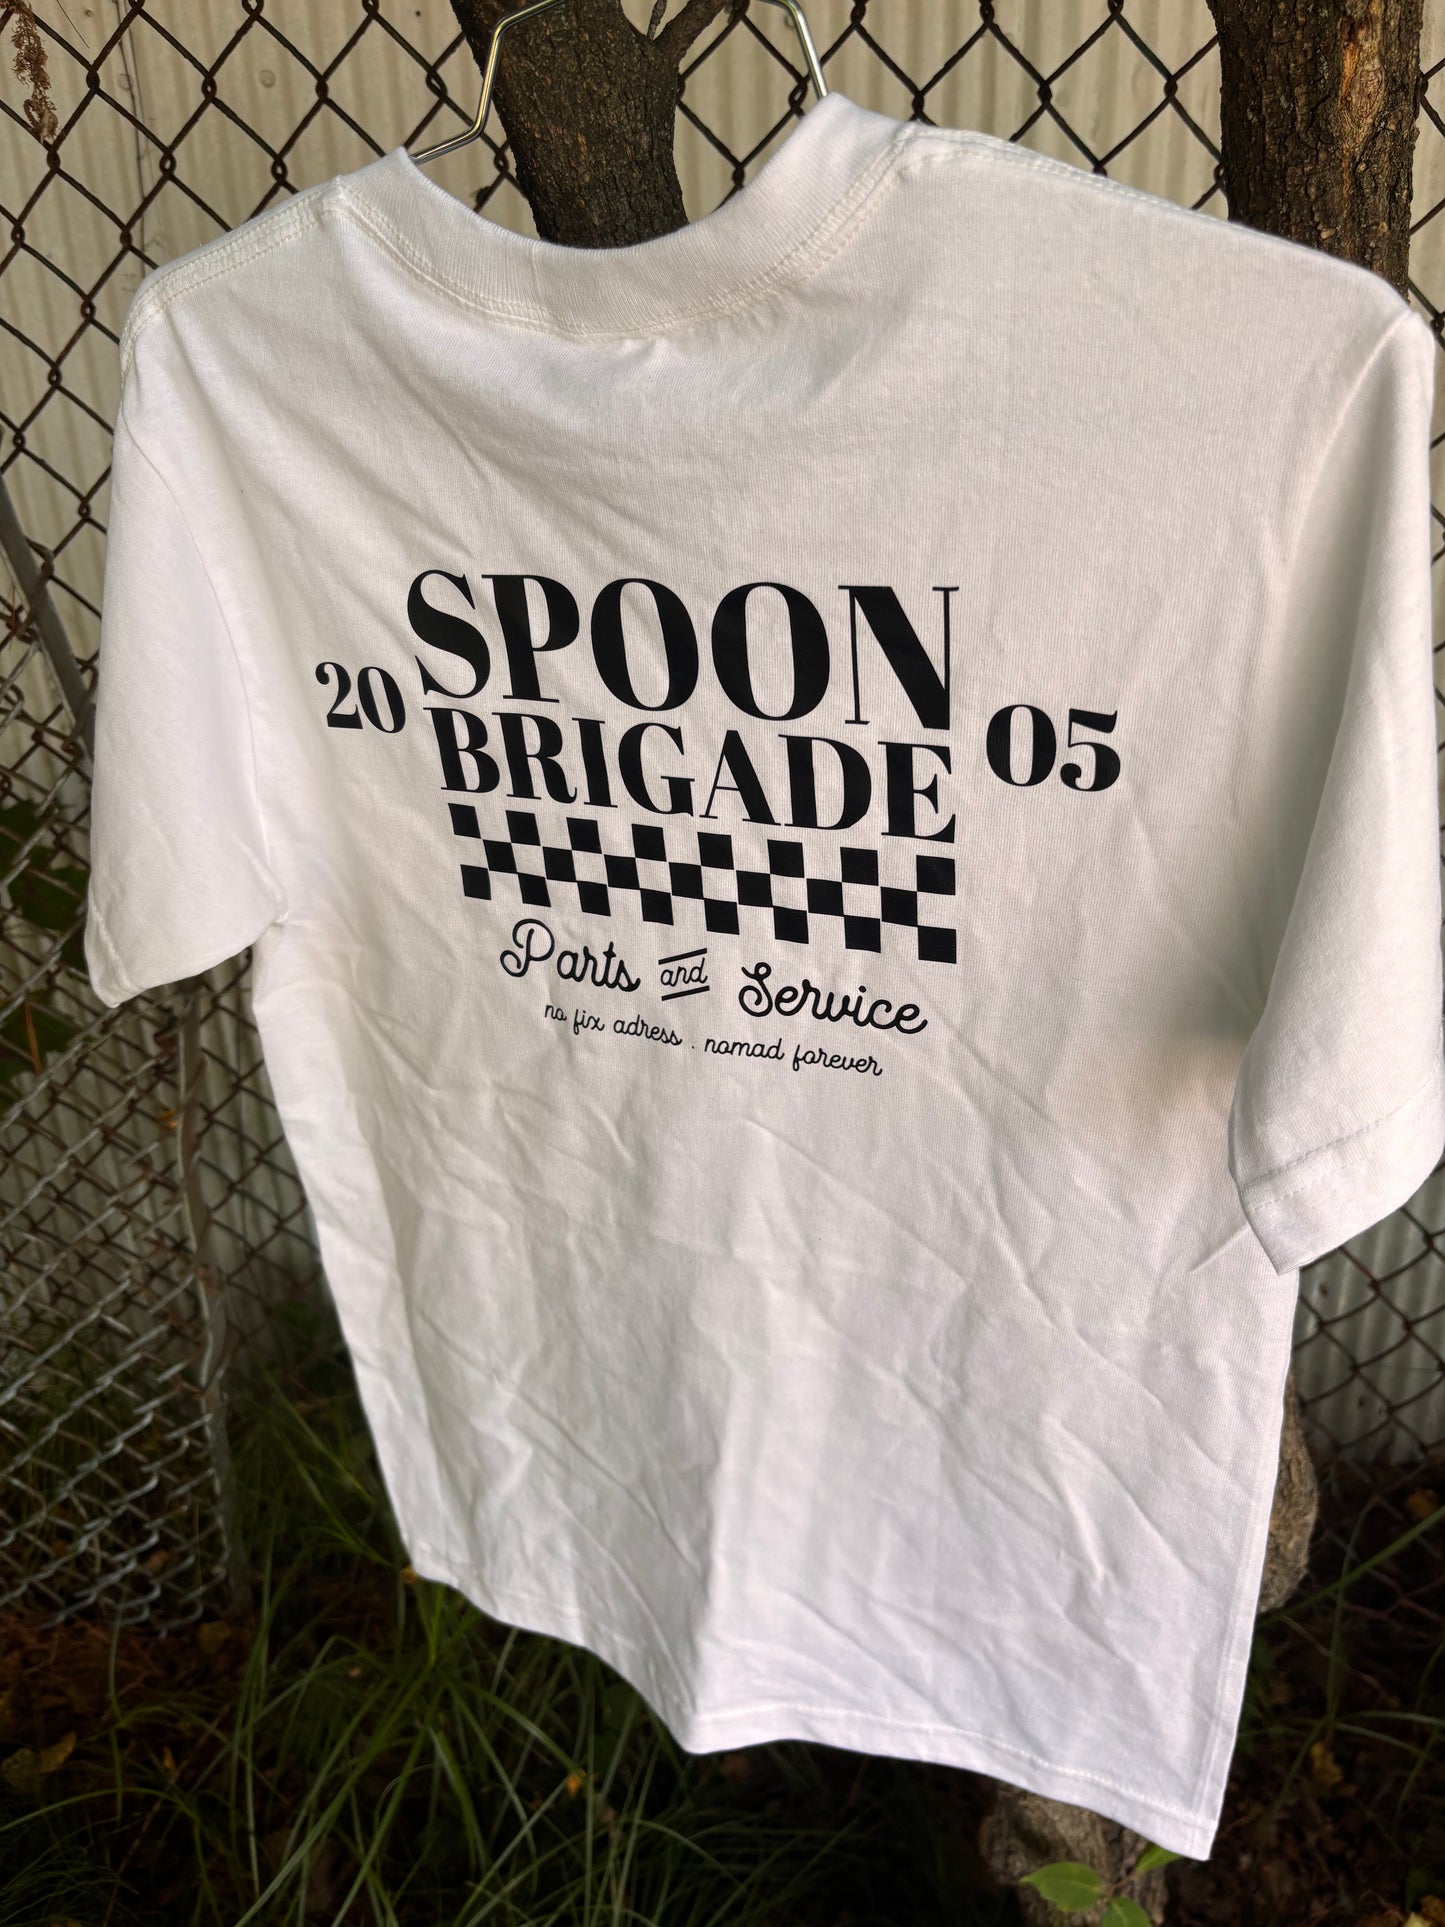 SPOON
20 BRIGADE 05
Parts and Service
no fix adress . nomad forever